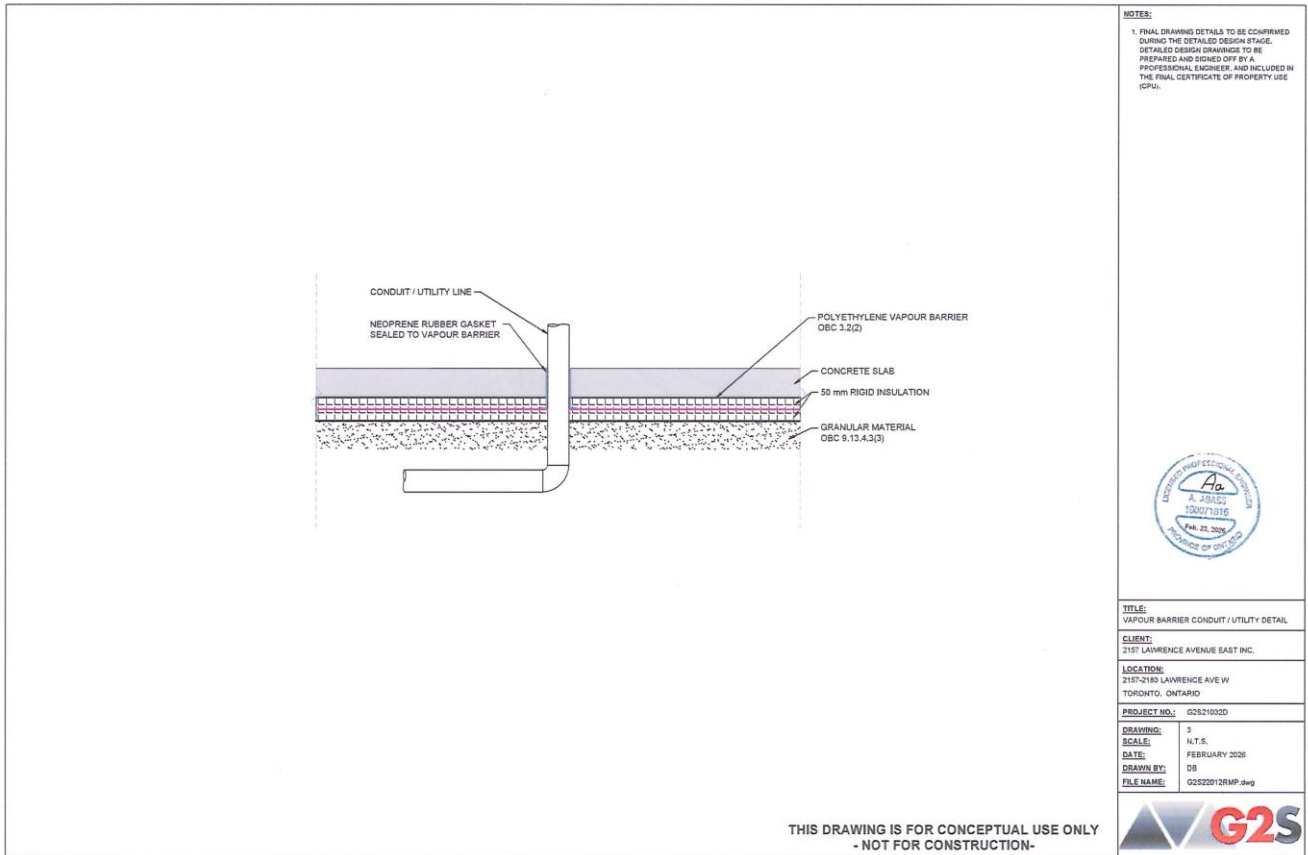 NOTES:
1. FINAL DRAWING DETAILS TO BE CONFIRMED
DURING THE DETAILED DESIGN STAGE.
DETAILED DESIGN DRAWINGS TO BE
PREPARED AND SIGNED OFF BY A
PROFESSIONAL ENGINEER, AND INCLUDED IN
THE FINAL CERTIFICATE OF PROPERTY USE
(CPU).
CONDUIT / UTILITY LINE
NEOPRENE RUBBER GASKET
SEALED TO VAPOUR BARRIER
POLYETHYLENE VAPOUR BARRIER
OBC 3.2(2)
CONCRETE SLAB
50 mm RIGID INSULATION
GRANULAR MATERIAL
OBC 9.13.4.3(3)
LICENSED PROFESSIONAL ENGINEER
A. ABASS
100071816
Feb. 23, 2026
PROVINCE OF ONTARIO
TITLE:
VAPOUR BARRIER CONDUIT / UTILITY DETAIL
CLIENT:
2157 LAWRENCE AVENUE EAST INC.
LOCATION:
2157-2183 LAWRENCE AVE W
TORONTO, ONTARIO
PROJECT NO.: G2S21032D
DRAWING: 3
SCALE: N.T.S.
DATE: FEBRUARY 2026
DRAWN BY: DB
FILE NAME: G2S22012RMP.dwg
G2S
THIS DRAWING IS FOR CONCEPTUAL USE ONLY
- NOT FOR CONSTRUCTION-